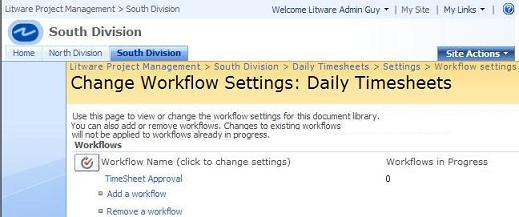 Litware Project Management > South Division
Welcome Litware Admin Guy | My Site | My Links
South Division
Home North Division South Division Site Actions
Litware Project Management > South Division > Daily Timesheets > Settings > Workflow settings
Change Workflow Settings: Daily Timesheets
Use this page to view or change the workflow settings for this document library.
You can also add or remove workflows. Changes to existing workflows
will not be applied to workflows already in progress.
Workflows
Workflow Name (click to change settings) Workflows in Progress
TimeSheet Approval 0
Add a workflow
Remove a workflow